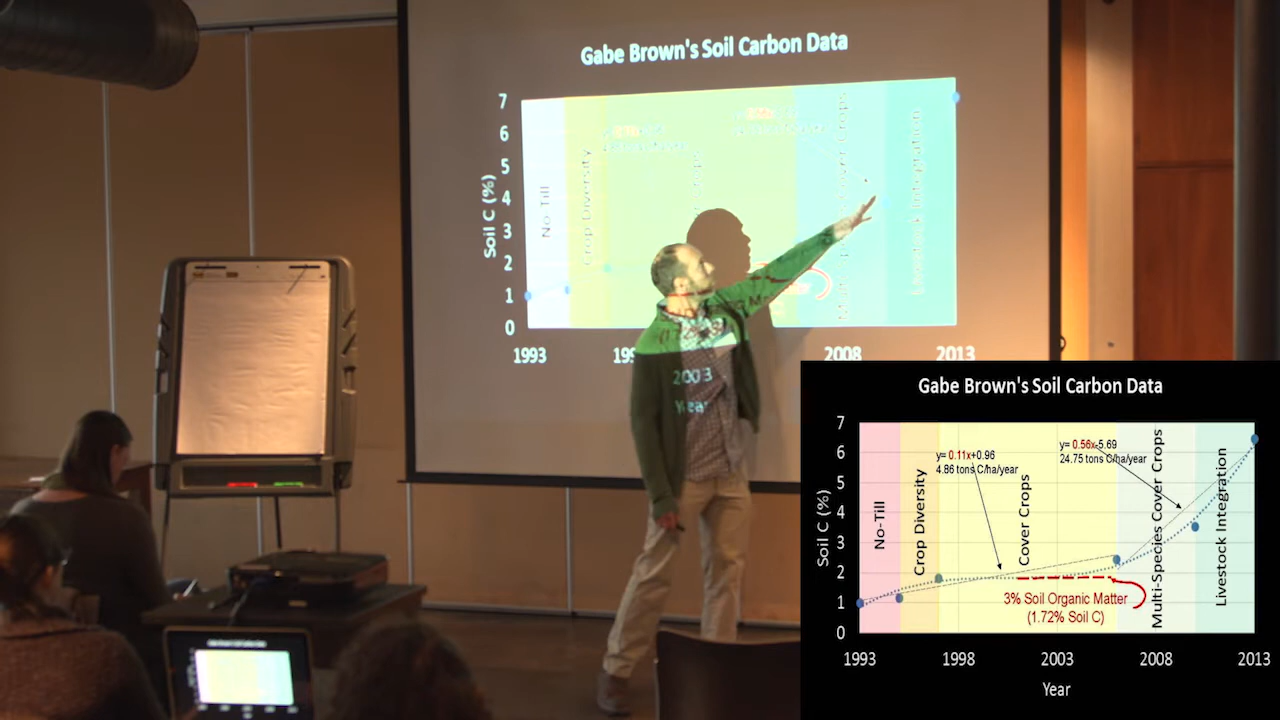 Gabe Brown's Soil Carbon Data
7
6
5
4
3
2
1
0
Soil C (%)
No Till
Crop Diversity
Livestock Integration
1993
2003
2008
2013
Year
Gabe Brown's Soil Carbon Data
7
6
5
4
3
2
1
0
Soil C (%)
No-Till
Crop Diversity
y= 0.11x+0.96
4.86 tons C/ha/year
Cover Crops
y= 0.56x-5.69
24.75 tons C/ha/year
Multi-Species Cover Crops
Livestock Integration
3% Soil Organic Matter
(1.72% Soil C)
1993
1998
2003
2008
2013
Year